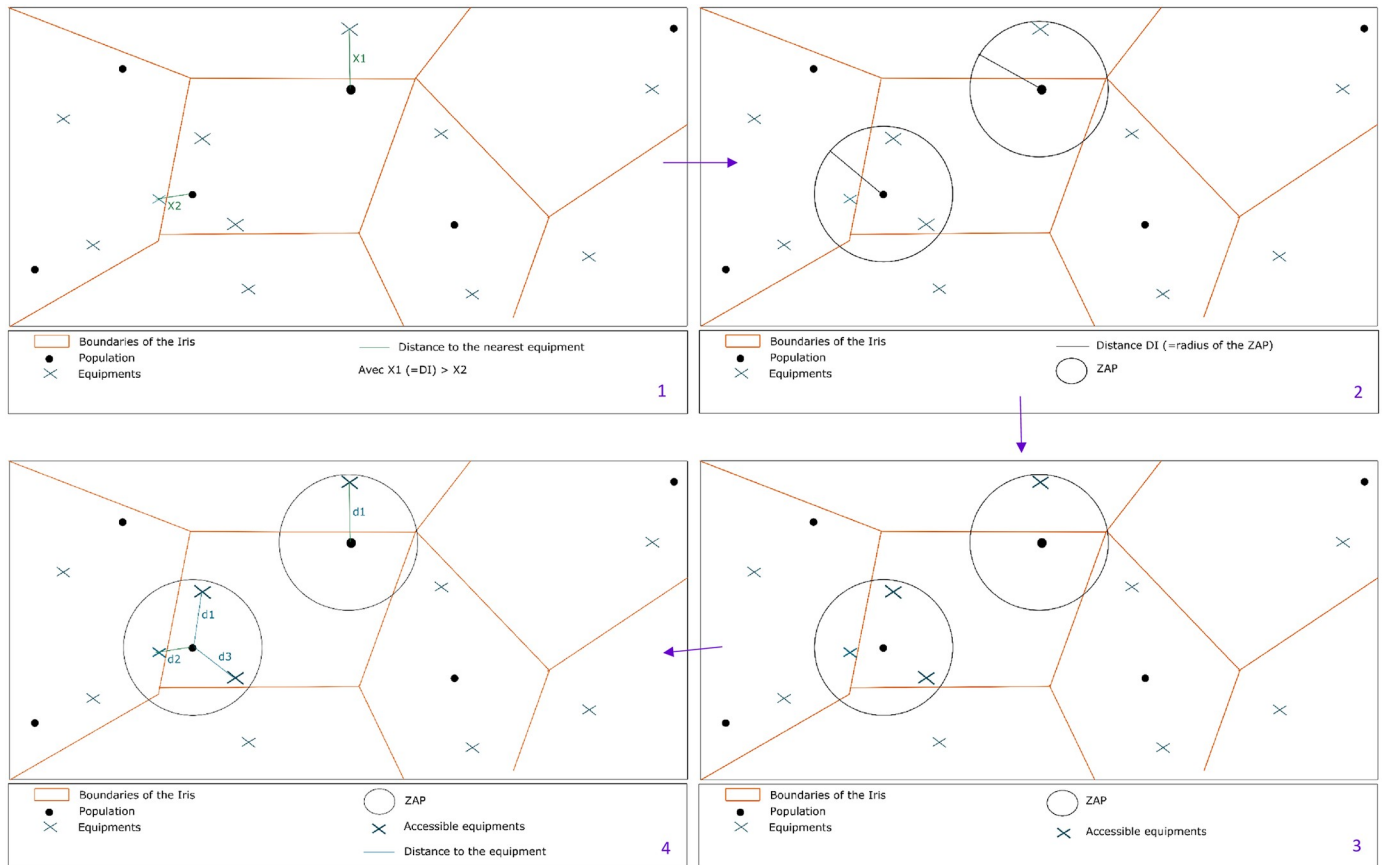 X1
X2
Boundaries of the Iris
Population
Equipments
Distance to the nearest equipment
Avec X1 (=DI) > X2
1
Boundaries of the Iris
Population
Equipments
Distance DI (=radius of the ZAP)
ZAP
2
d1
d1
d2
d3
Boundaries of the Iris
Population
Equipments
ZAP
Accessible equipments
Distance to the equipment
4
Boundaries of the Iris
Population
Equipments
ZAP
Accessible equipments
3